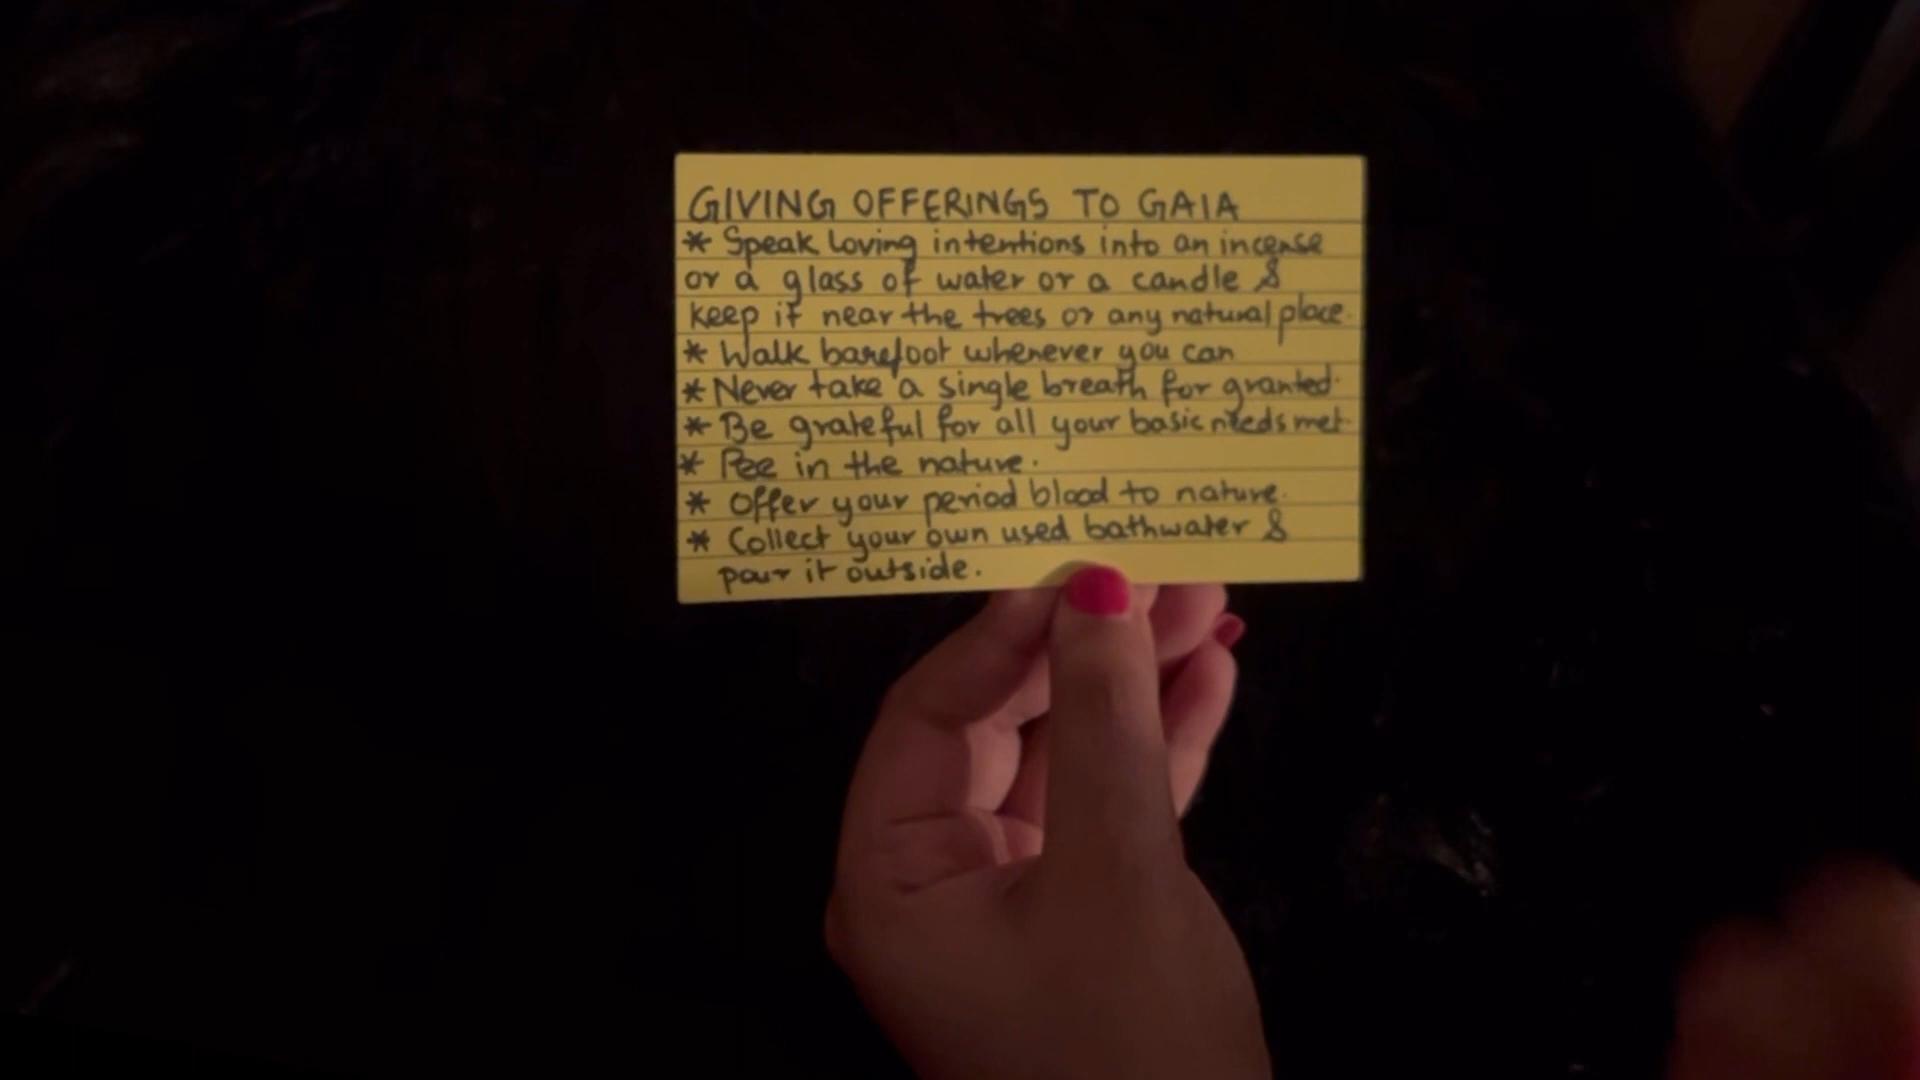 GIVING OFFERINGS TO GAIA
* Speak loving intentions into an incense
or a glass of water or a candle &
keep it near the trees or any natural place.
* Walk barefoot whenever you can
* Never take a single breath for granted.
* Be grateful for all your basic needs met.
* Pee in the nature.
* Offer your period blood to nature.
* Collect your own used bathwater &
pour it outside.